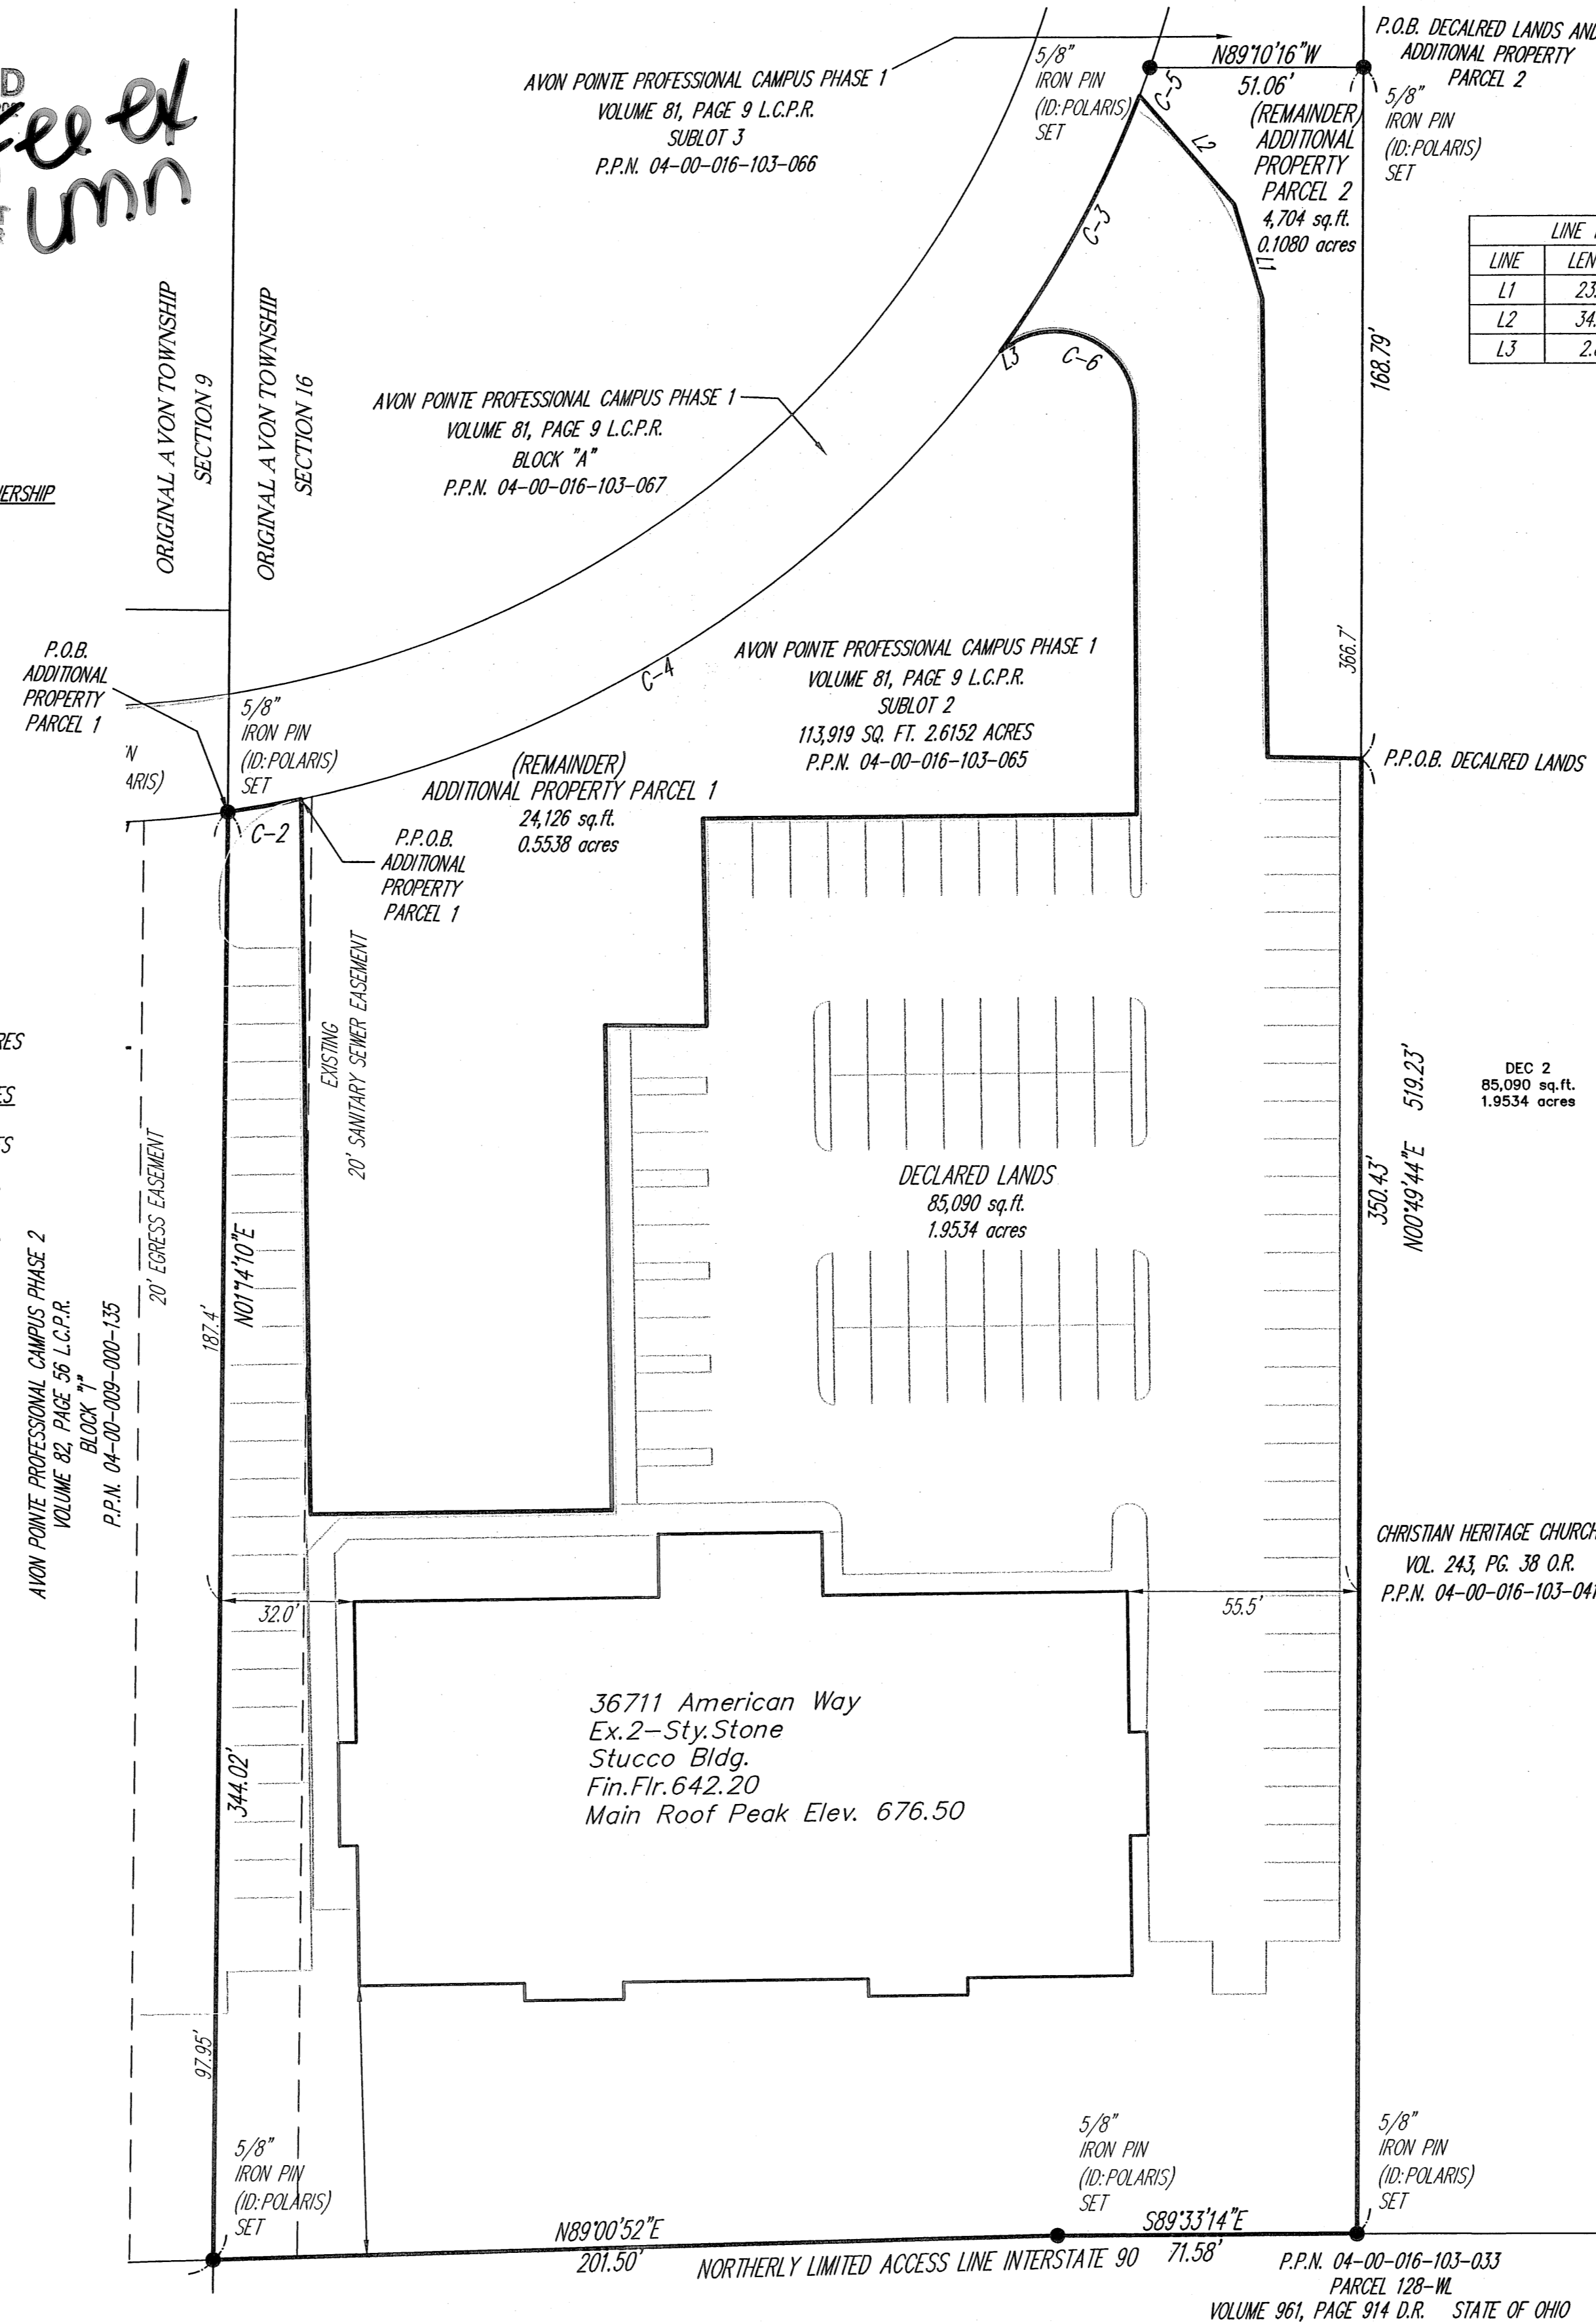 P.O.B. DECALRED LANDS AND
ADDITIONAL PROPERTY
PARCEL 2
N89°10'16"W
51.06'
5/8"
IRON PIN
(ID:POLARIS)
SET
C-5
5/8"
IRON PIN
(ID:POLARIS)
SET
AVON POINTE PROFESSIONAL CAMPUS PHASE 1
VOLUME 81, PAGE 9 L.C.P.R.
SUBLOT 3
P.P.N. 04-00-016-103-066
(REMAINDER)
ADDITIONAL
PROPERTY
PARCEL 2
4,704 sq.ft.
0.1080 acres
L2
C-3
L1
LINE
LINE
L1
L2
L3
168.79'
ORIGINAL AVON TOWNSHIP
SECTION 9
ORIGINAL AVON TOWNSHIP
SECTION 16
L3
C-6
AVON POINTE PROFESSIONAL CAMPUS PHASE 1
VOLUME 81, PAGE 9 L.C.P.R.
BLOCK "A"
P.P.N. 04-00-016-103-067
P.O.B.
ADDITIONAL
PROPERTY
PARCEL 1
5/8"
IRON PIN
(ID:POLARIS)
SET
C-4
AVON POINTE PROFESSIONAL CAMPUS PHASE 1
VOLUME 81, PAGE 9 L.C.P.R.
SUBLOT 2
113,919 SQ. FT. 2.6152 ACRES
P.P.N. 04-00-016-103-065
366.7'
P.P.O.B. DECALRED LANDS
(REMAINDER)
ADDITIONAL PROPERTY PARCEL 1
24,126 sq.ft.
0.5538 acres
C-2
P.P.O.B.
ADDITIONAL
PROPERTY
PARCEL 1
EXISTING
20' SANITARY SEWER EASEMENT
20' EGRESS EASEMENT
DEC 2
85,090 sq.ft.
1.9534 acres
350.43'
N00°49'44"E 519.23'
DECLARED LANDS
85,090 sq.ft.
1.9534 acres
AVON POINTE PROFESSIONAL CAMPUS PHASE 2
VOLUME 82, PAGE 56 L.C.P.R.
BLOCK "I"
P.P.N. 04-00-009-000-135
187.4'
N01°14'10"E
CHRISTIAN HERITAGE CHURCH
VOL. 243, PG. 38 O.R.
P.P.N. 04-00-016-103-041
32.0'
55.5'
36711 American Way
Ex.2-Sty.Stone
Stucco Bldg.
Fin.Flr.642.20
Main Roof Peak Elev. 676.50
344.02'
97.95'
5/8"
IRON PIN
(ID:POLARIS)
SET
5/8"
IRON PIN
(ID:POLARIS)
SET
5/8"
IRON PIN
(ID:POLARIS)
SET
N89°00'52"E
201.50'
S89°33'14"E
71.58'
NORTHERLY LIMITED ACCESS LINE INTERSTATE 90
P.P.N. 04-00-016-103-033
PARCEL 128-WL
VOLUME 961, PAGE 914 D.R. STATE OF OHIO